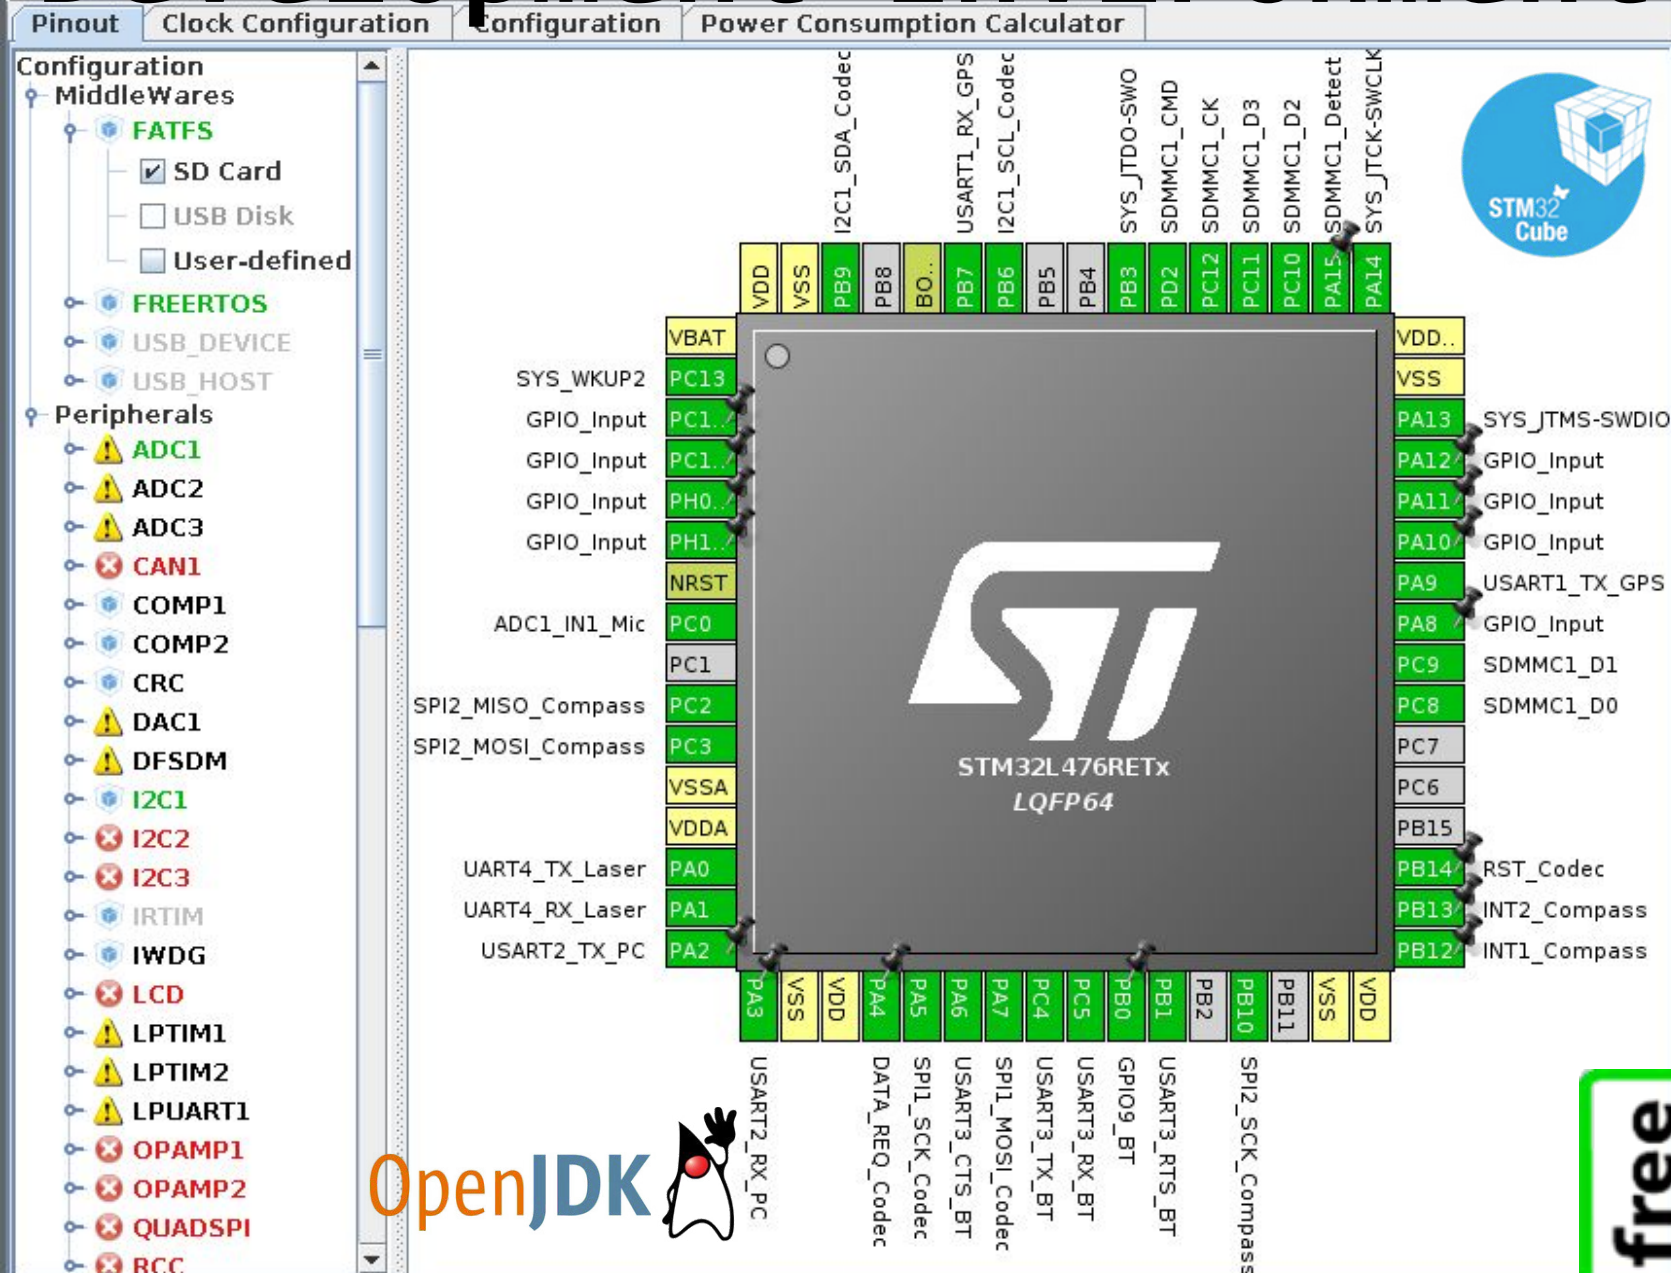 Development Environment
Pinout
Clock Configuration
Configuration
Power Consumption Calculator
Configuration
MiddleWares
FATFS
SD Card
USB Disk
User-defined
FREERTOS
USB_DEVICE
USB_HOST
Peripherals
ADC1
ADC2
ADC3
CAN1
COMP1
COMP2
CRC
DAC1
DFSDM
I2C1
I2C2
I2C3
IRTIM
IWDG
LCD
LPTIM1
LPTIM2
LPUART1
OPAMP1
OPAMP2
QUADSPI
RCC
I2C1_SDA_Codec
USART1_RX_GPS
I2C1_SCL_Codec
SYS_JTDO-SWO
SDMMC1_CMD
SDMMC1_CK
SDMMC1_D3
SDMMC1_D2
SDMMC1_Detect
SYS_JTCK-SWCLK
VDD
VSS
PB9
PB8
BO..
PB7
PB6
PB5
PB4
PB3
PD2
PC12
PC11
PC10
PA15
PA14
STM32
Cube
VBAT
SYS_WKUP2 PC13
GPIO_Input PC1..
GPIO_Input PC1..
GPIO_Input PH0..
GPIO_Input PH1..
NRST
ADC1_IN1_Mic PC0
PC1
SPI2_MISO_Compass PC2
SPI2_MOSI_Compass PC3
VSSA
VDDA
UART4_TX_Laser PA0
UART4_RX_Laser PA1
USART2_TX_PC PA2
ST
STM32L476RETx
LQFP64
VDD..
VSS
PA13 SYS_JTMS-SWDIO
PA12 GPIO_Input
PA11 GPIO_Input
PA10 GPIO_Input
PA9 USART1_TX_GPS
PA8 GPIO_Input
PC9 SDMMC1_D1
PC8 SDMMC1_D0
PC7
PC6
PB15
PB14 RST_Codec
PB13 INT2_Compass
PB12 INT1_Compass
PA3
VSS
VDD
PA4
PA5
PA6
PA7
PC4
PC5
PB0
PB1
PB2
PB10
PB11
VSS
VDD
USART2_RX_PC
DATA_REQ_Codec
SPI1_SCK_Codec
USART3_CTS_BT
SPI1_MOSI_Codec
USART3_TX_BT
USART3_RX_BT
GPIO9_BT
USART3_RTS_BT
SPI2_SCK_Compass
OpenJDK
free